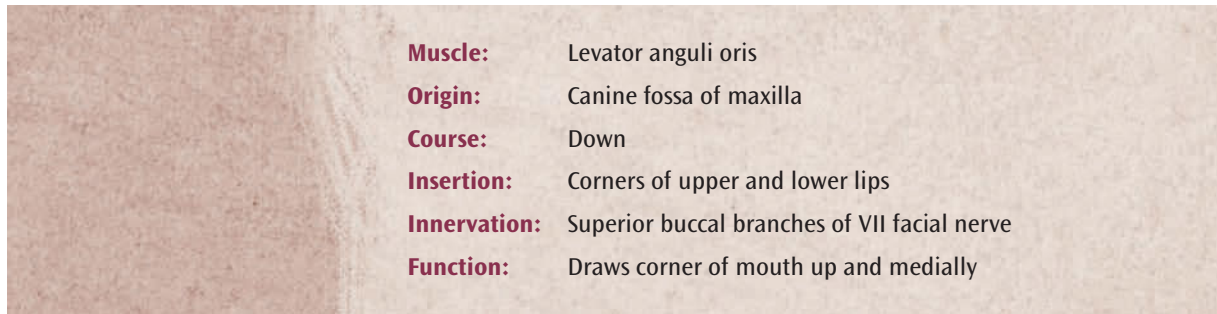 Muscle: Levator anguli oris
Origin: Canine fossa of maxilla
Course: Down
Insertion: Corners of upper and lower lips
Innervation: Superior buccal branches of VII facial nerve
Function: Draws corner of mouth up and medially